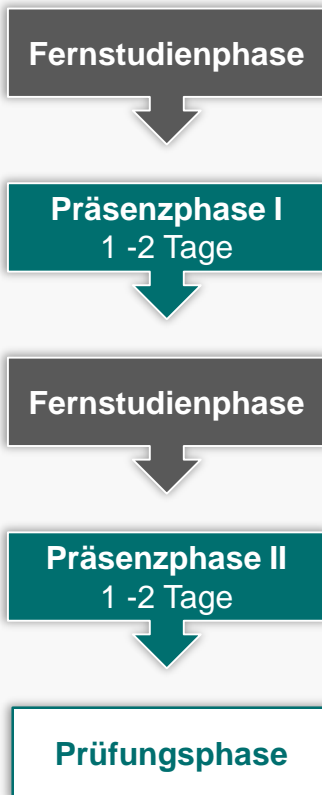 Fernstudienphase
Präsenzphase I
1 -2 Tage
Fernstudienphase
Präsenzphase II
1 -2 Tage
Prüfungsphase